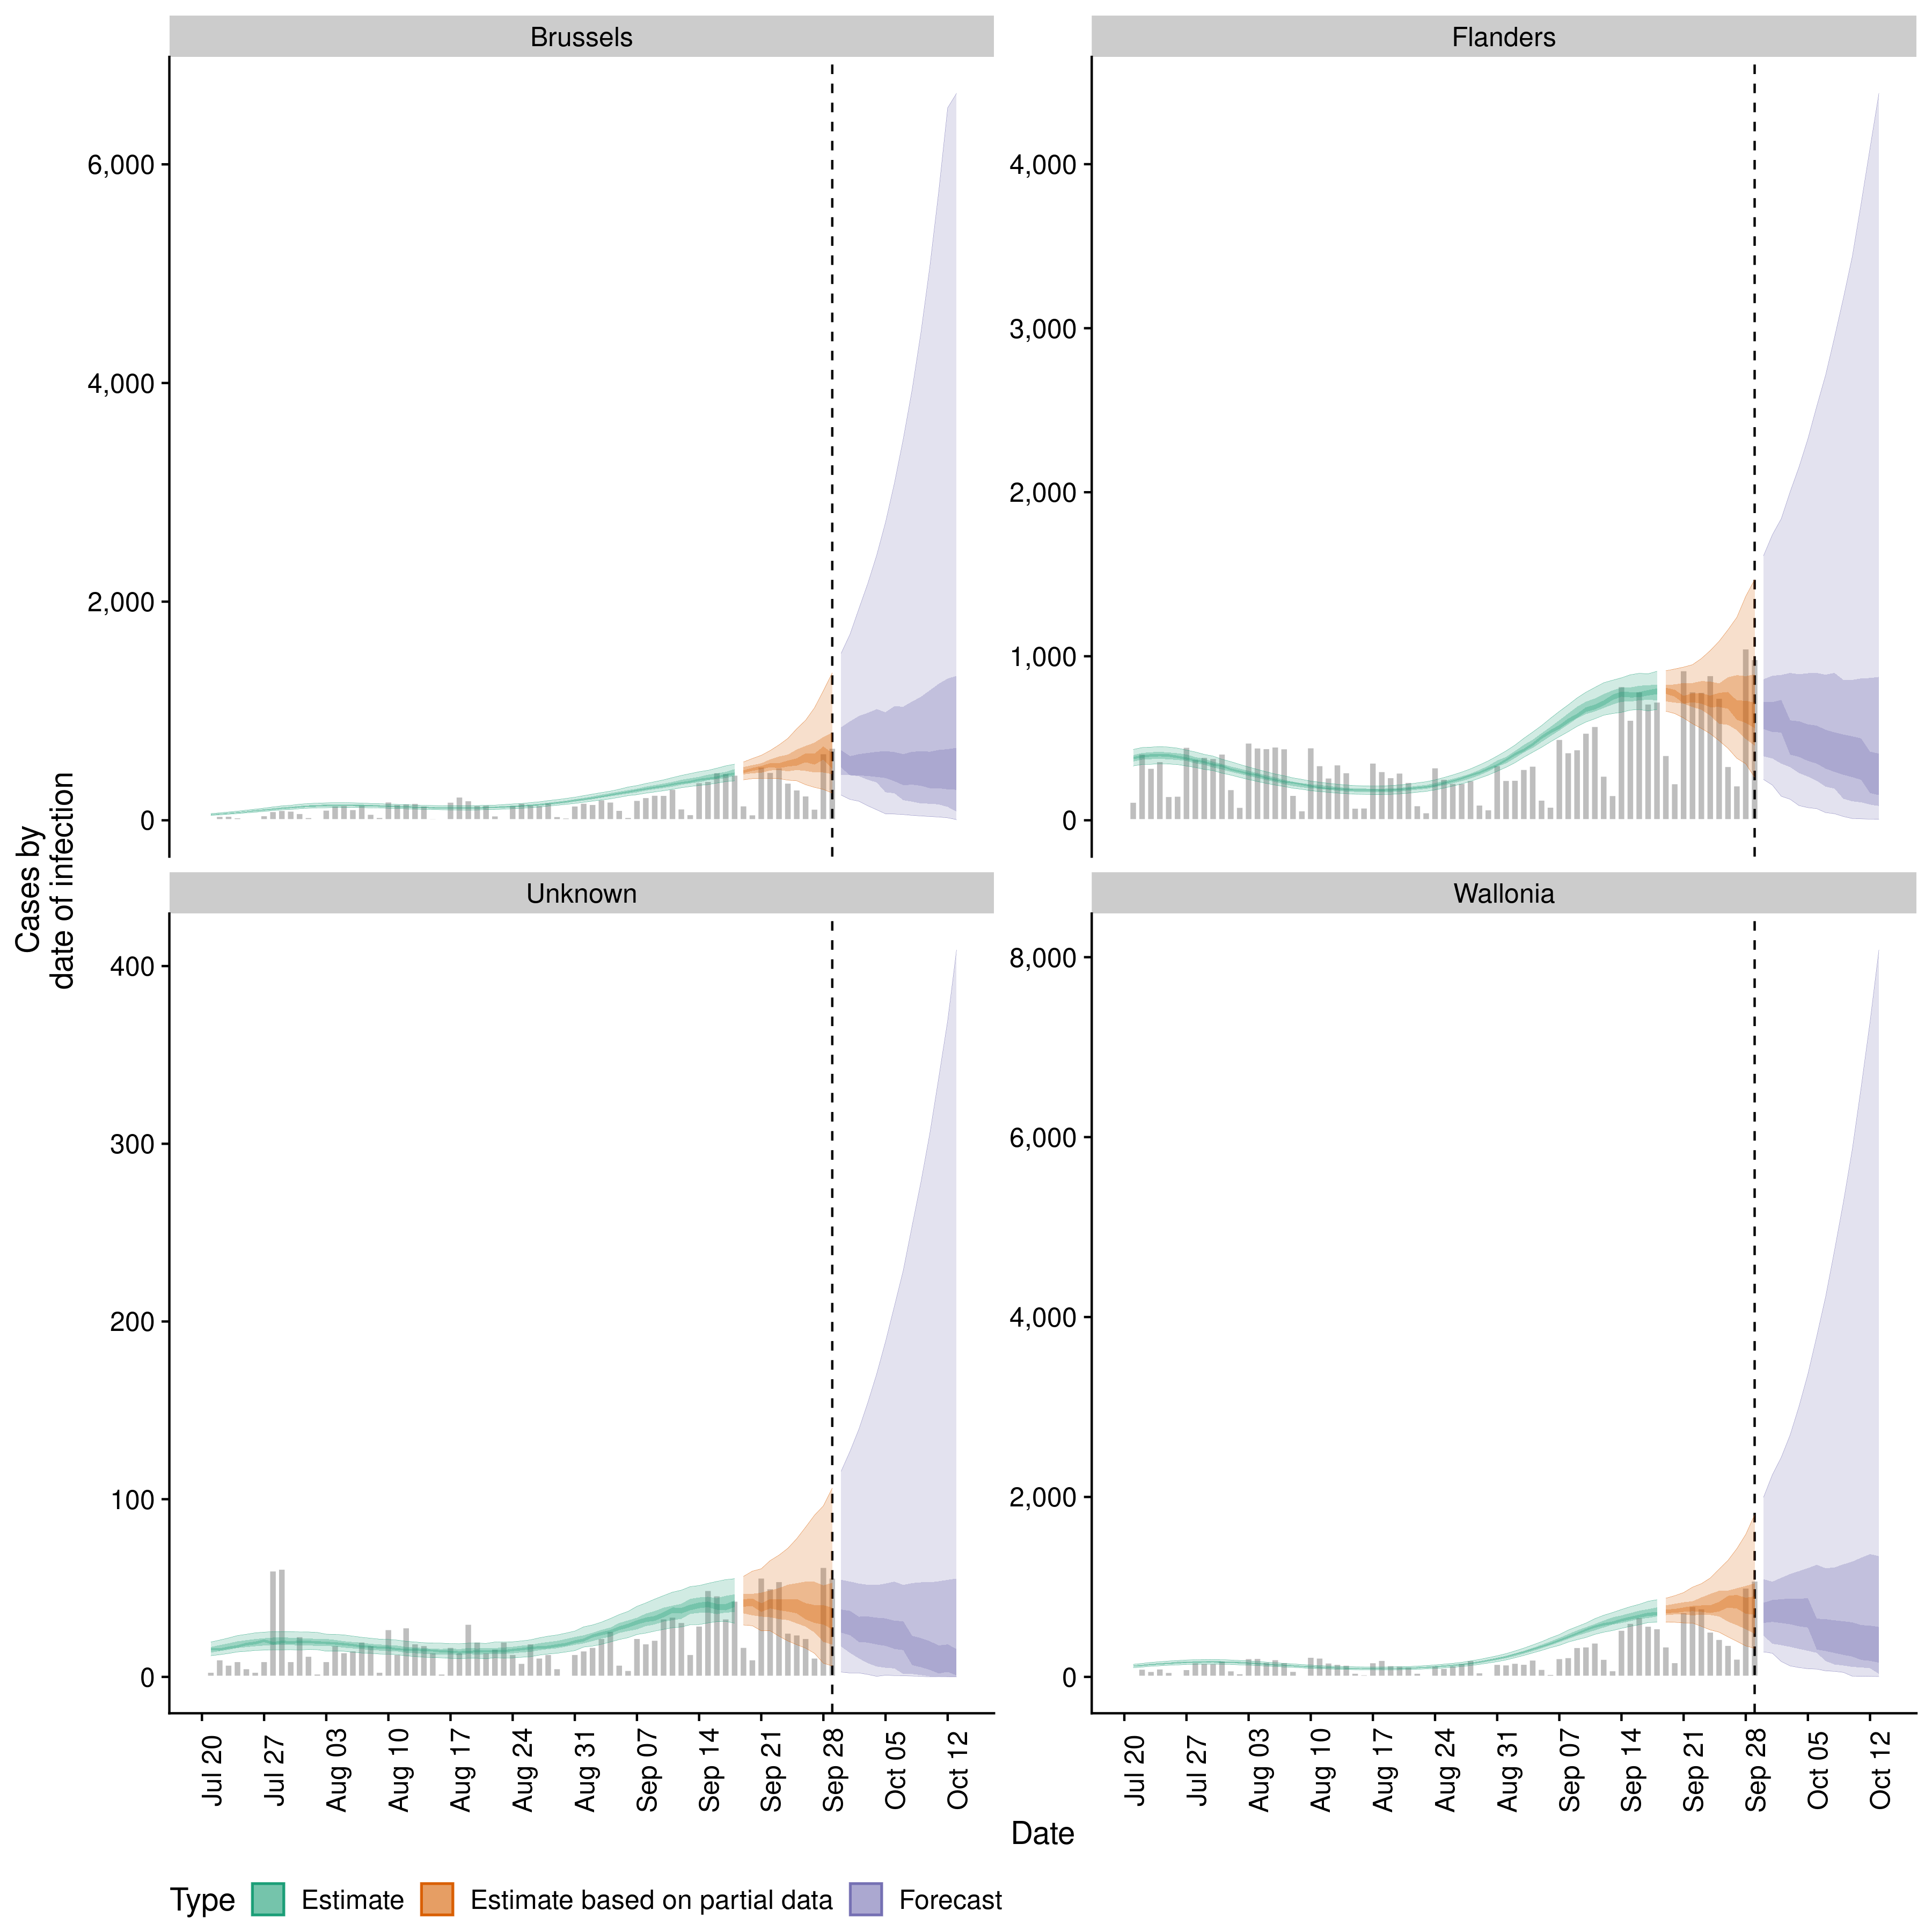 Brussels
Flanders
6,000
4,000
2,000
0
4,000
3,000
2,000
1,000
0
Cases by
date of infection
Unknown
Wallonia
400
300
200
100
0
8,000
6,000
4,000
2,000
0
Jul 20
Jul 27
Aug 03
Aug 10
Aug 17
Aug 24
Aug 31
Sep 07
Sep 14
Sep 21
Sep 28
Oct 05
Oct 12
Jul 20
Jul 27
Aug 03
Aug 10
Aug 17
Aug 24
Aug 31
Sep 07
Sep 14
Sep 21
Sep 28
Oct 05
Oct 12
Date
Type Estimate Estimate based on partial data Forecast